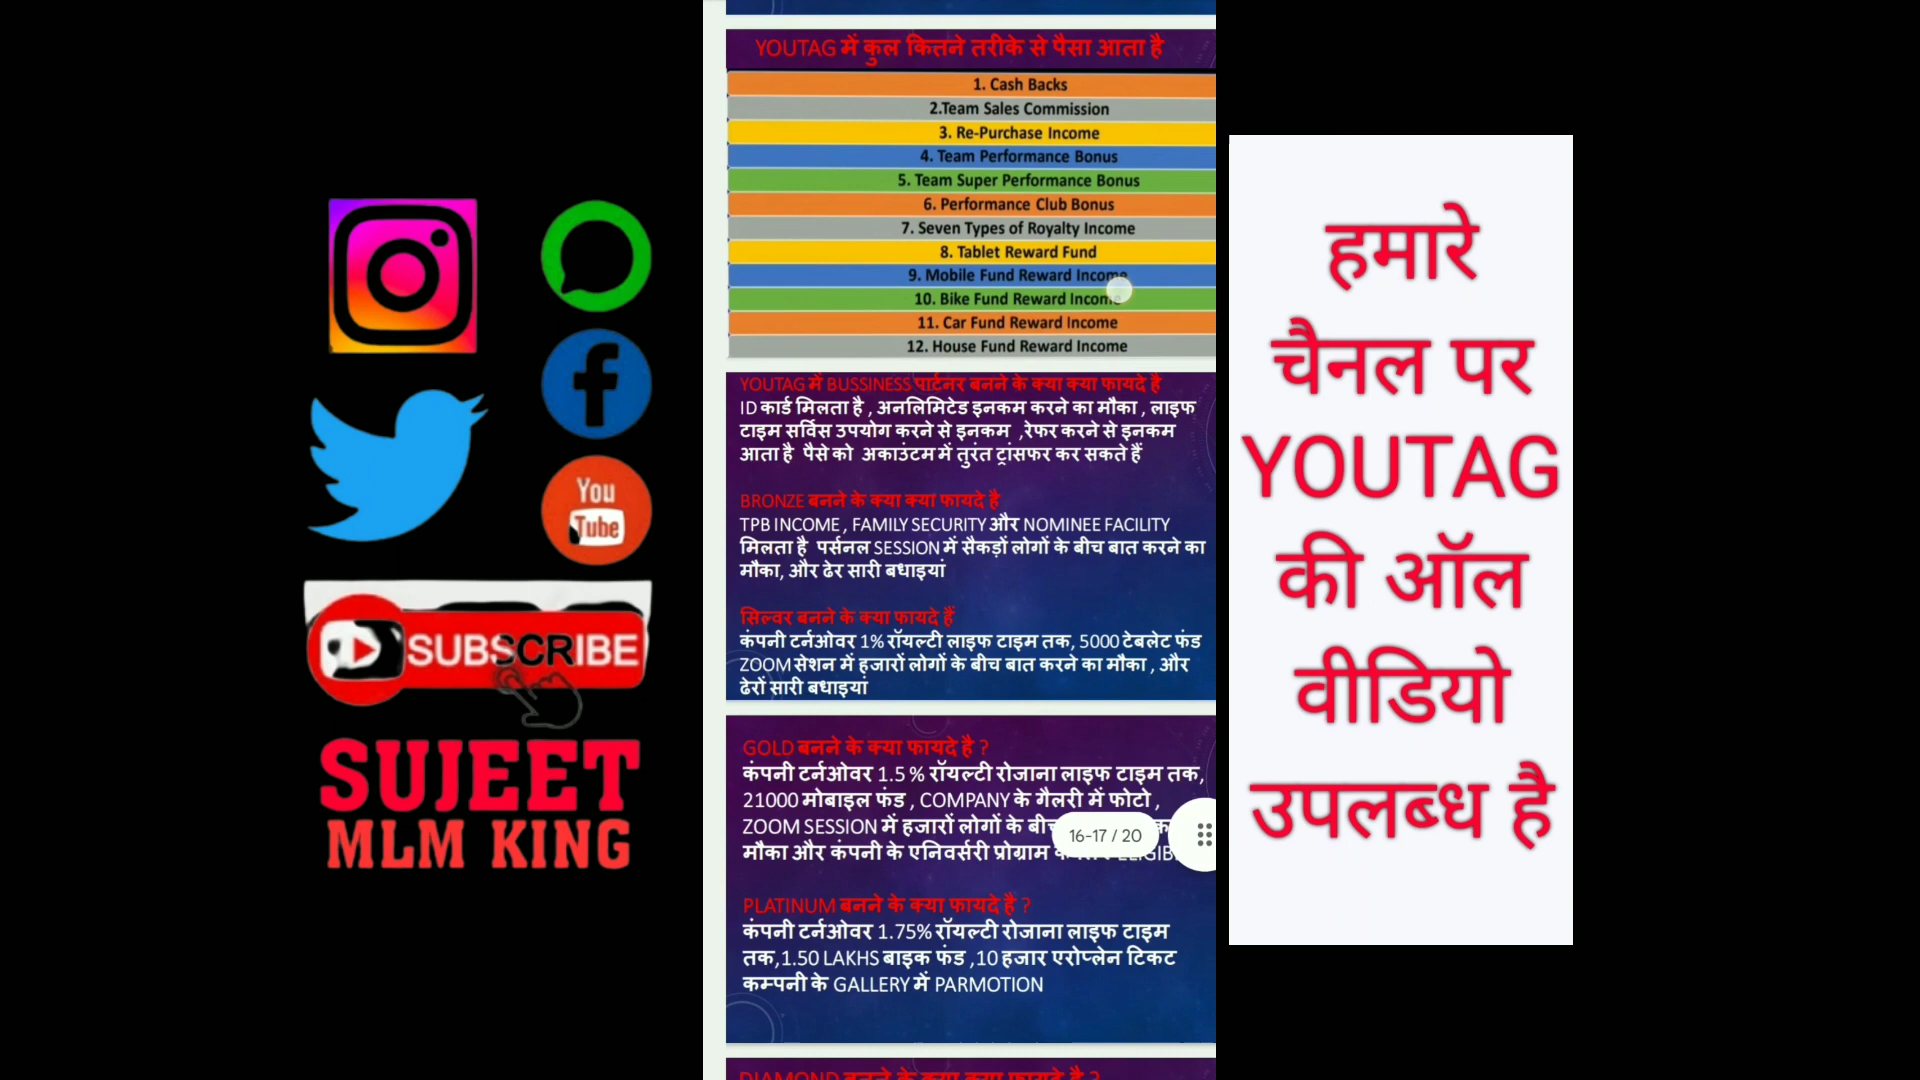 You
Tube
SUBSCRIBE
SUJEET
MLM KING
YOUTAG में कुल कितने तरीके से पैसा आता है
1. Cash Backs
2.Team Sales Commission
3. Re-Purchase Income
4. Team Performance Bonus
5. Team Super Performance Bonus
6. Performance Club Bonus
7. Seven Types of Royalty Income
8. Tablet Reward Fund
9. Mobile Fund Reward Income
10. Bike Fund Reward Income
11. Car Fund Reward Income
12. House Fund Reward Income
YOUTAG में BUSSINESS पार्टनर बनने के क्या क्या फायदे है
ID कार्ड मिलता है , अनलिमिटेड इनकम करने का मौका , लाइफ
टाइम सर्विस उपयोग करने से इनकम ,रेफर करने से इनकम
आता है पैसे को अकाउंटम में तुरंत ट्रांसफर कर सकते हैं
BRONZE बनने के क्या क्या फायदे है
TPB INCOME , FAMILY SECURITY और NOMINEE FACILITY
मिलता है पर्सनल SESSION में सैकड़ों लोगों के बीच बात करने का
मौका, और ढेर सारी बधाइयां
सिल्वर बनने के क्या फायदे हैं
कंपनी टर्नओवर 1% रॉयल्टी लाइफ टाइम तक, 5000 टेबलेट फंड
ZOOM सेशन में हजारों लोगों के बीच बात करने का मौका , और
ढेरों सारी बधाइयां
GOLD बनने के क्या फायदे है ?
कंपनी टर्नओवर 1.5 % रॉयल्टी रोजाना लाइफ टाइम तक,
21000 मोबाइल फंड , COMPANY के गैलरी में फोटो ,
ZOOM SESSION में हजारों लोगों के बीच
मौका और कंपनी के एनिवर्सरी प्रोग्राम
16-17 / 20
PLATINUM बनने के क्या फायदे है ?
कंपनी टर्नओवर 1.75% रॉयल्टी रोजाना लाइफ टाइम
तक,1.50 LAKHS बाइक फंड ,10 हजार एरोप्लेन टिकट
कम्पनी के GALLERY में PARMOTION
DIAMOND बनने के क्या क्या फायदे है ?
हमारे
चैनल पर
YOUTAG
की ऑल
वीडियो
उपलब्ध है